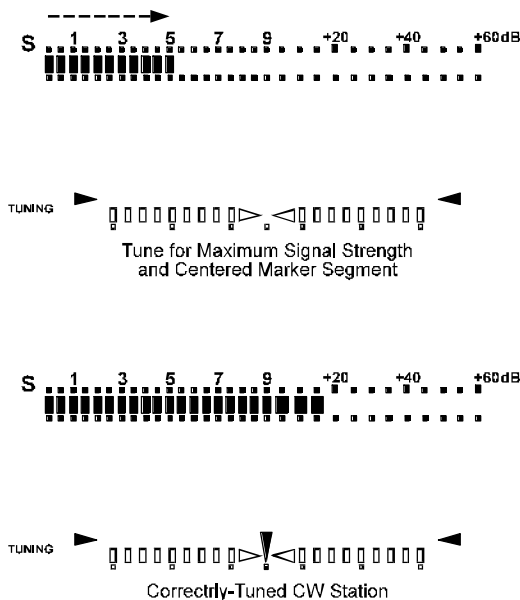 S 1 3 5 7 9 +20 +40 +60dB
TUNING
Tune for Maximum Signal Strength
and Centered Marker Segment
S 1 3 5 7 9 +20 +40 +60dB
TUNING
Correctrly-Tuned CW Station